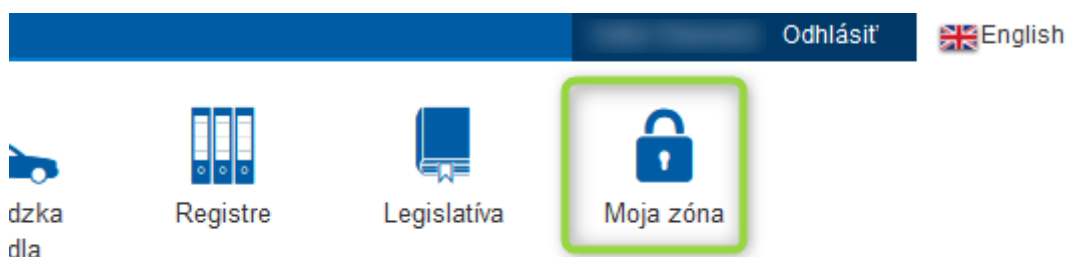 Odhlásiť
English
dzka
Registre
Legislatíva
Moja zóna
dla